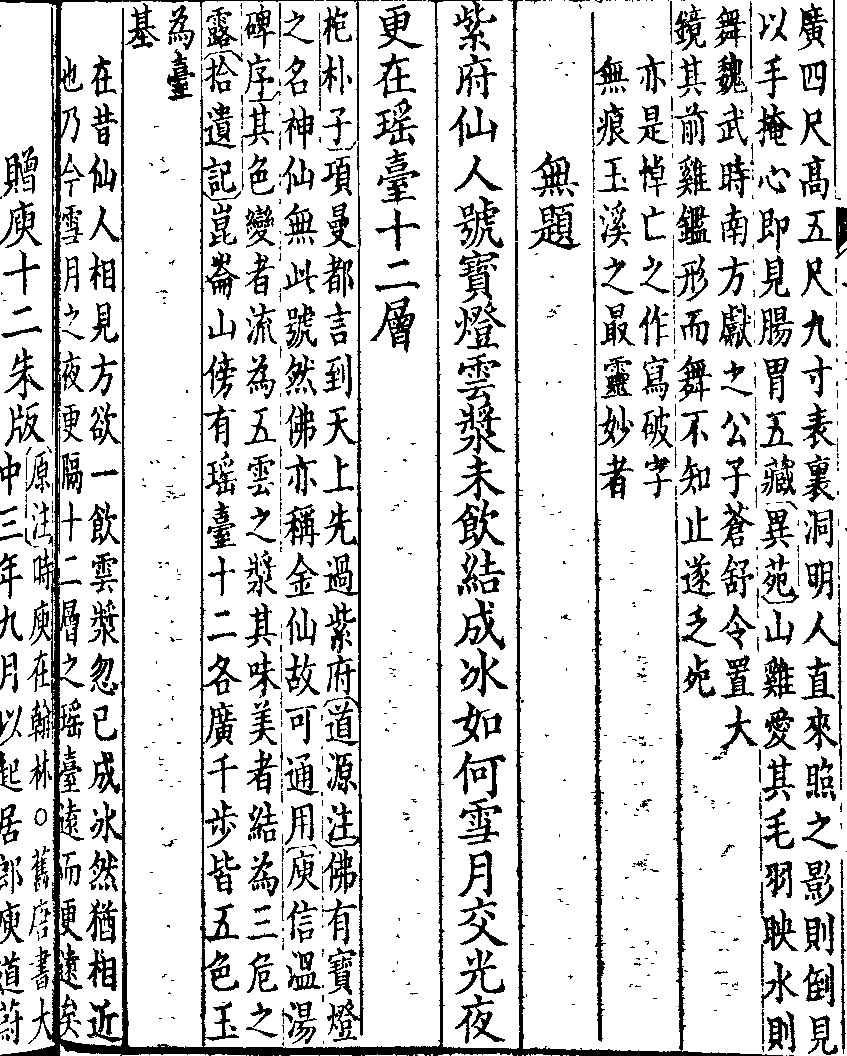 廣四尺高五尺九寸表裏洞明人直來照之影則倒見
以手掩心即見腸胃五藏異苑山雞愛其毛羽映水則
舞魏武時南方獻之公子蒼舒令置大
鏡其前雞鑑形而舞不知止遂乏死
亦是悼亡之作寫破字
無痕玉溪之最靈妙者
無題
紫府仙人號寶燈雲漿未飲結成冰如何雪月交光夜
更在瑤臺十二層
枹朴子項曼都言到天上先過紫府道源注佛有寶燈
之名神仙無此號然佛亦稱金仙故可通用庾信溫湯
碑序其色變者流為五雲之漿其味美者結為三危之
露拾遺記崑崙山傍有瑤臺十二各廣千步皆五色玉
為臺
基
在昔仙人相見方欲一飲雲漿忽已成冰然猶相近
也乃今雪月之夜更隔十二層之瑤臺遠而更遠矣
贈庾十二朱版
原注時庾在翰林○舊唐書大
中三年九月以起居郎庾道蔚